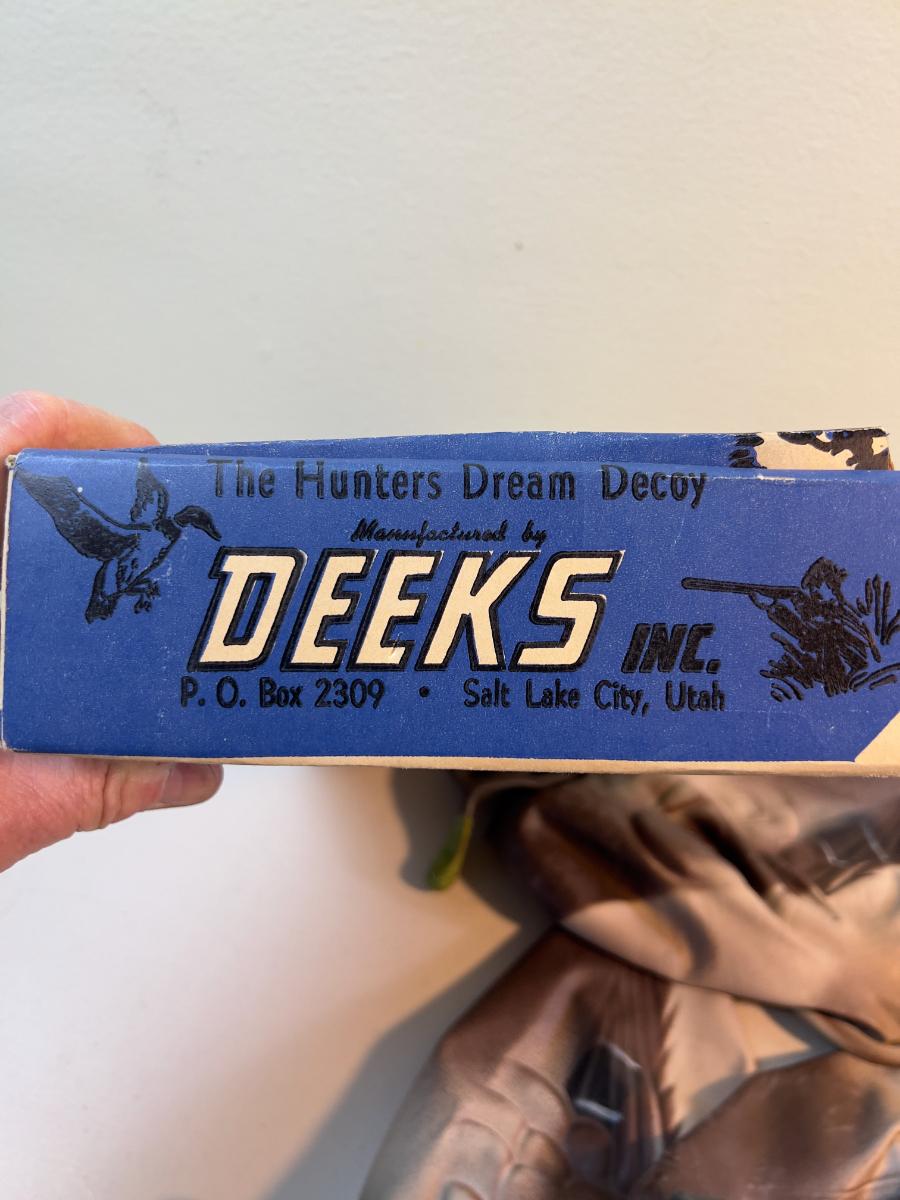 The Hunters Dream Decoy
Manufactured by
DEEKS INC.
P. O. Box 2309 • Salt Lake City, Utah